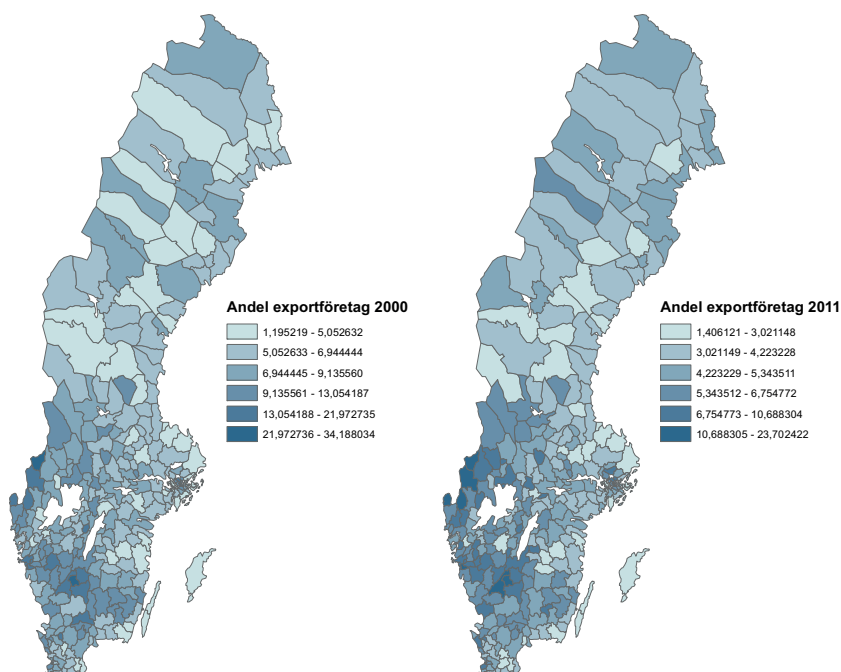 Andel exportföretag 2000
1,195219 - 5,052632
5,052633 - 6,944444
6,944445 - 9,135560
9,135561 - 13,054187
13,054188 - 21,972735
21,972736 - 34,188034
Andel exportföretag 2011
1,406121 - 3,021148
3,021149 - 4,223228
4,223229 - 5,343511
5,343512 - 6,754772
6,754773 - 10,688304
10,688305 - 23,702422